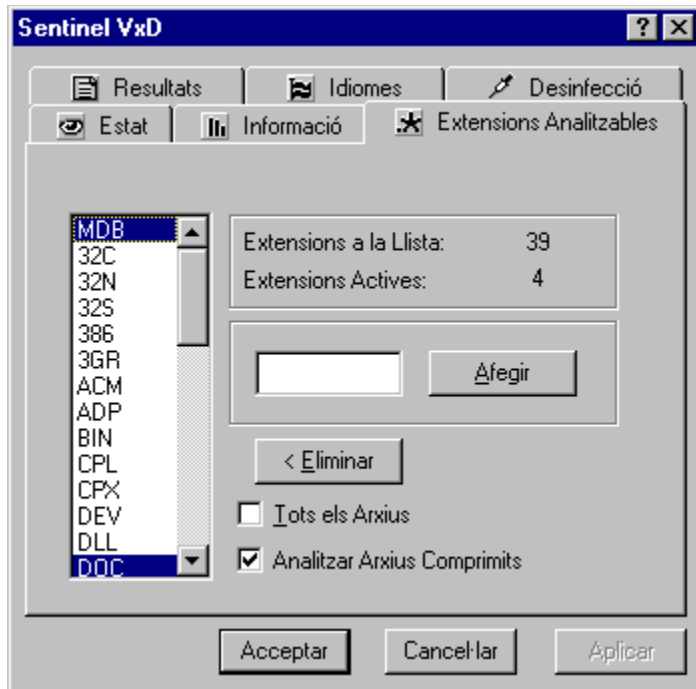 Sentinel VxD
Resultats
Idiomes
Desinfecció
Estat
Informació
Extensions Analitzables
MDB
32C
32N
32S
386
3GR
ACM
ADP
BIN
CPL
CPX
DEV
DLL
DOC
Extensions a la Llista: 39
Extensions Actives: 4
Afegir
< Eliminar
Tots els Arxius
Analitzar Arxius Comprimits
Acceptar
Cancel·lar
Aplicar